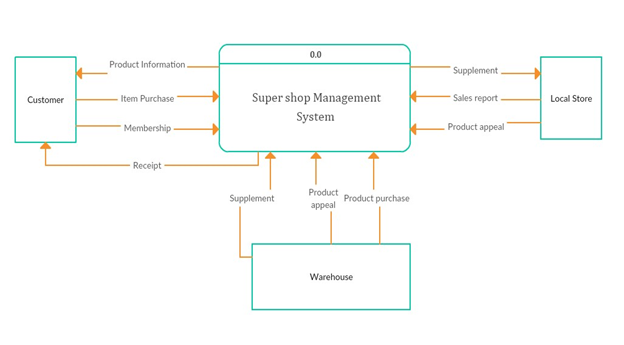 0.0
Product Information
Supplement
Super shop Management
System
Customer
Item Purchase
Sales report
Local Store
Membership
Product appeal
Receipt
Supplement
Product
appeal
Product purchase
Warehouse